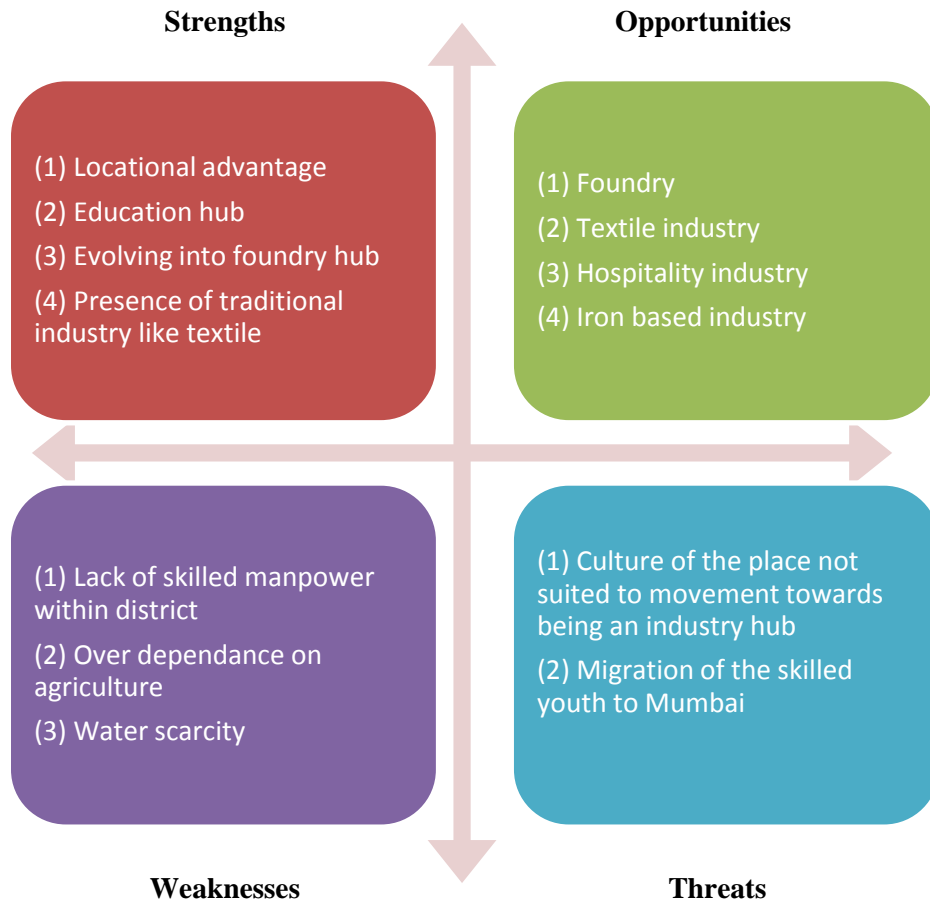 Strengths
Opportunities
(1) Locational advantage
(2) Education hub
(3) Evolving into foundry hub
(4) Presence of traditional
industry like textile
(1) Foundry
(2) Textile industry
(3) Hospitality industry
(4) Iron based industry
(1) Lack of skilled manpower
within district
(2) Over dependance on
agriculture
(3) Water scarcity
(1) Culture of the place not
suited to movement towards
being an industry hub
(2) Migration of the skilled
youth to Mumbai
Weaknesses
Threats